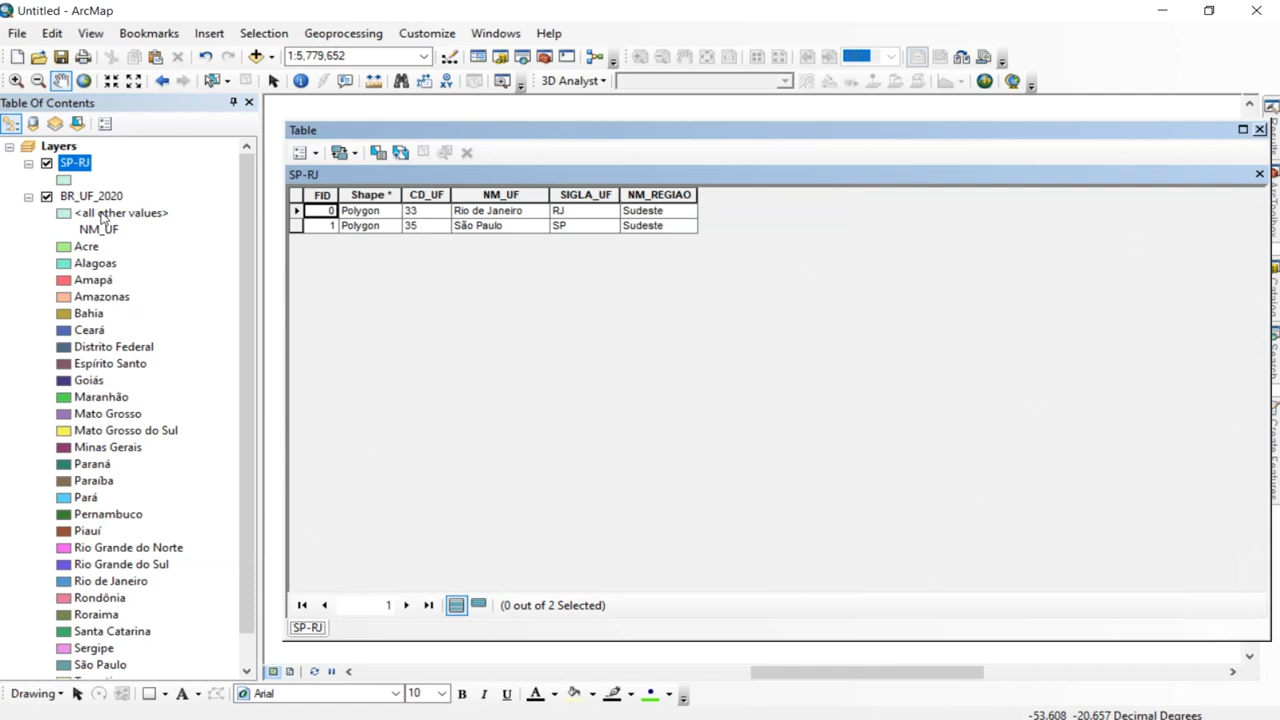 Untitled - ArcMap
File Edit View Bookmarks Insert Selection Geoprocessing Customize Windows Help
1:5,779,652
3D Analyst
Table Of Contents
Layers
SP-RJ
BR_UF_2020
<all other values>
NM_UF
Acre
Alagoas
Amapá
Amazonas
Bahia
Ceará
Distrito Federal
Espírito Santo
Goiás
Maranhão
Mato Grosso
Mato Grosso do Sul
Minas Gerais
Paraná
Paraíba
Pará
Pernambuco
Piauí
Rio Grande do Norte
Rio Grande do Sul
Rio de Janeiro
Rondônia
Roraima
Santa Catarina
Sergipe
São Paulo
Table
SP-RJ
FID Shape * CD_UF NM_UF SIGLA_UF NM_REGIAO
0 Polygon 33 Rio de Janeiro RJ Sudeste
1 Polygon 35 São Paulo SP Sudeste
1 (0 out of 2 Selected)
SP-RJ
Drawing A Arial 10 B I U A
-53,608 -20,657 Decimal Degrees